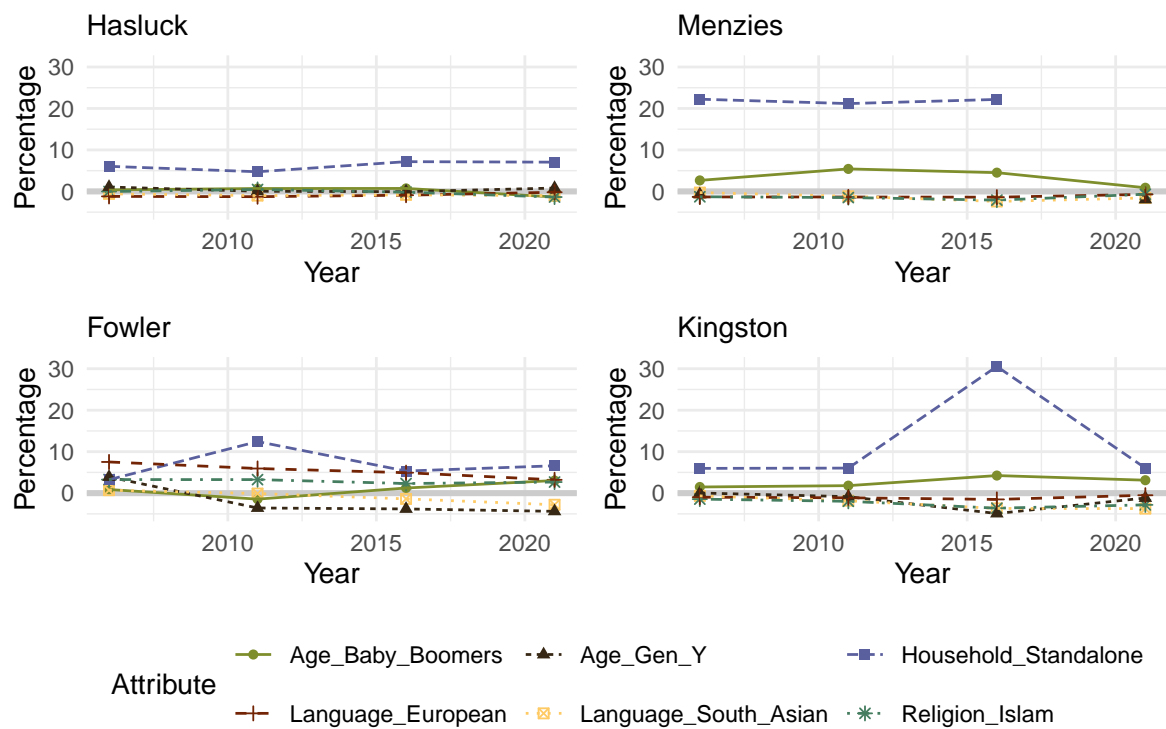 Hasluck
Menzies
30
20
10
0
Percentage
2010
2015
2020
Year
30
20
10
0
Percentage
2010
2015
2020
Year
Fowler
Kingston
30
20
10
0
Percentage
2010
2015
2020
Year
30
20
10
0
Percentage
2010
2015
2020
Year
Attribute
Age_Baby_Boomers
Age_Gen_Y
Household_Standalone
Language_European
Language_South_Asian
Religion_Islam